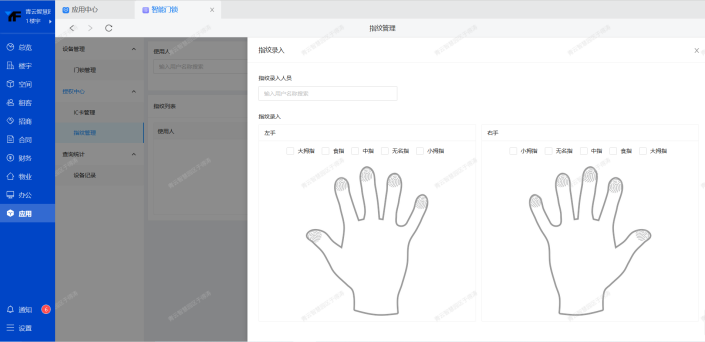 青云智慧
1楼宇
总览
楼宇
空间
租客
招商
合同
财务
物业
办公
应用
通知
设置
应用中心
智能门锁
指纹管理
设备管理
门锁管理
授权中心
IC卡管理
指纹管理
查询统计
设备记录
使用人
输入用户名称搜索
指纹列表
使用人
指纹录入
指纹录入人员
输入用户名称搜索
指纹录入
左手
大拇指 食指 中指 无名指 小拇指
右手
小拇指 无名指 中指 食指 大拇指